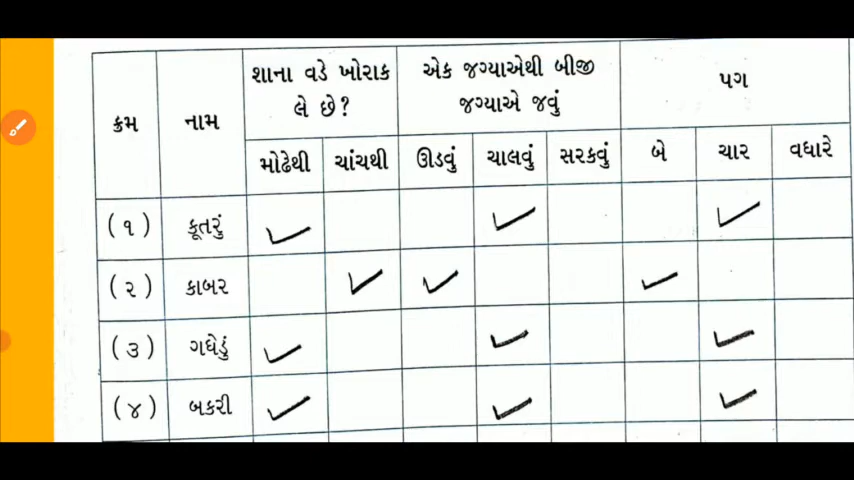 ક્રમ નામ શાના વડે ખોરાક લે છે? એક જગ્યાએથી બીજી જગ્યાએ જવું પગ
મોઢેથી ચાંચથી ઊડવું ચાલવું સરકવું બે ચાર વધારે
(૧) કૂતરું ✓ ✓ ✓
(૨) કાબર ✓ ✓ ✓
(૩) ગધેડું ✓ ✓ ✓
(૪) બકરી ✓ ✓ ✓